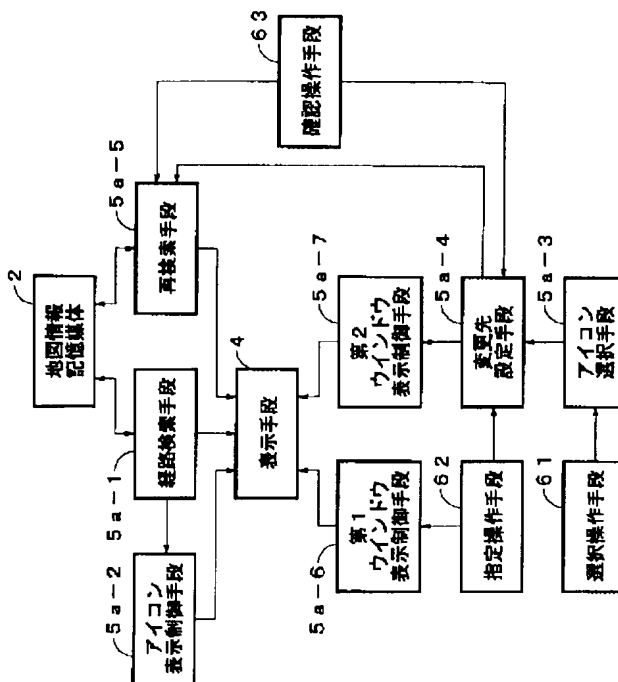 2
地図情報
記憶媒体
5a-1
経路検索手段
5a-5
再検索手段
63
確認操作手段
5a-2
アイコン
表示制御手段
4
表示手段
5a-6
第1
ウインドウ
表示制御手段
5a-7
第2
ウインドウ
表示制御手段
62
指定操作手段
5a-4
変更先
設定手段
61
選択操作手段
5a-3
アイコン
選択手段